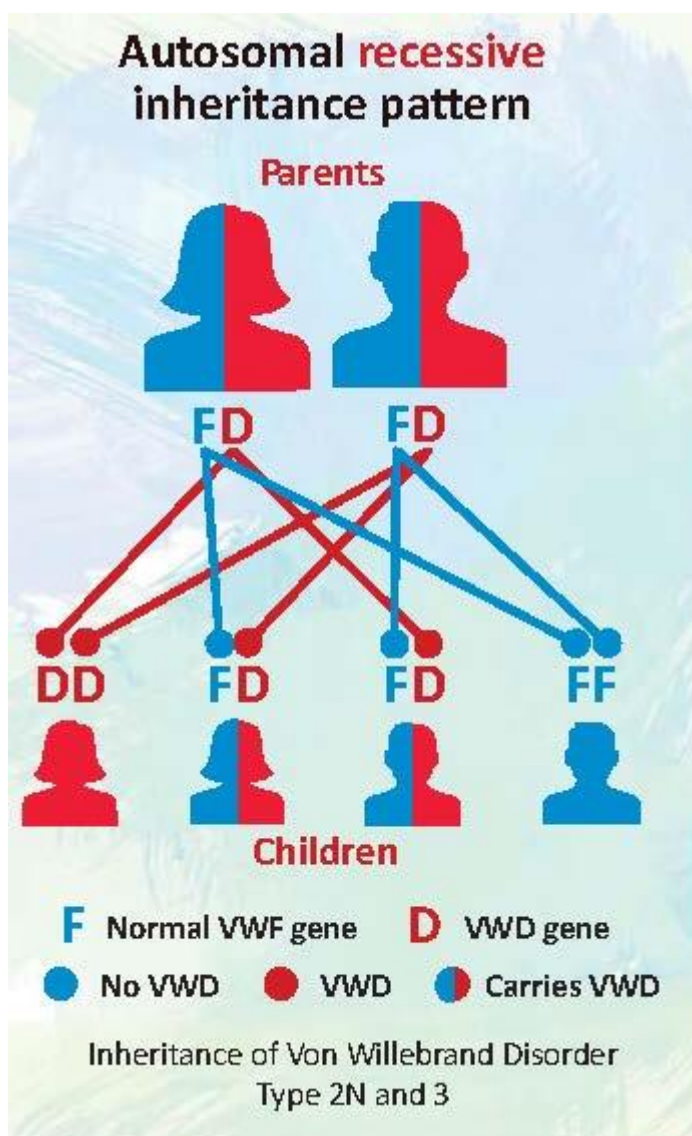 Autosomal recessive
inheritance pattern
Parents
FD FD
DD FD FD FF
Children
F Normal VWF gene D VWD gene
No VWD VWD Carries VWD
Inheritance of Von Willebrand Disorder
Type 2N and 3